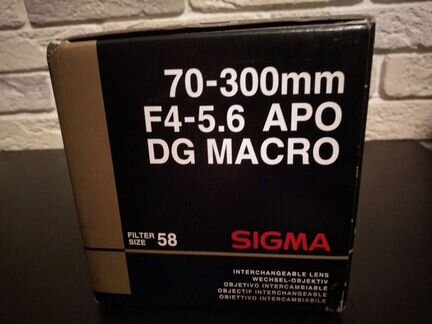 70-300mm
F4-5.6 APO
DG MACRO
FILTER
SIZE 58
SIGMA
INTERCHANGEABLE LENS
WECHSEL-OBJEKTIV
OBJETIVO INTERCAMBIABLE
OBJECTIF INTERCHANGEABLE
OBIETTIVO INTERCAMBIABILE